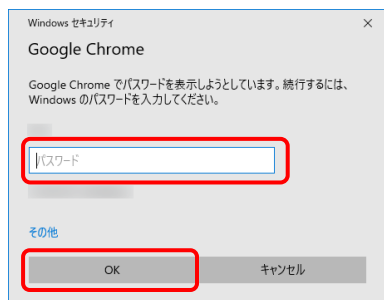 Windows セキュリティ
Google Chrome
Google Chrome でパスワードを表示しようとしています。続行するには、
Windows のパスワードを入力してください。
パスワード
その他
OK
キャンセル